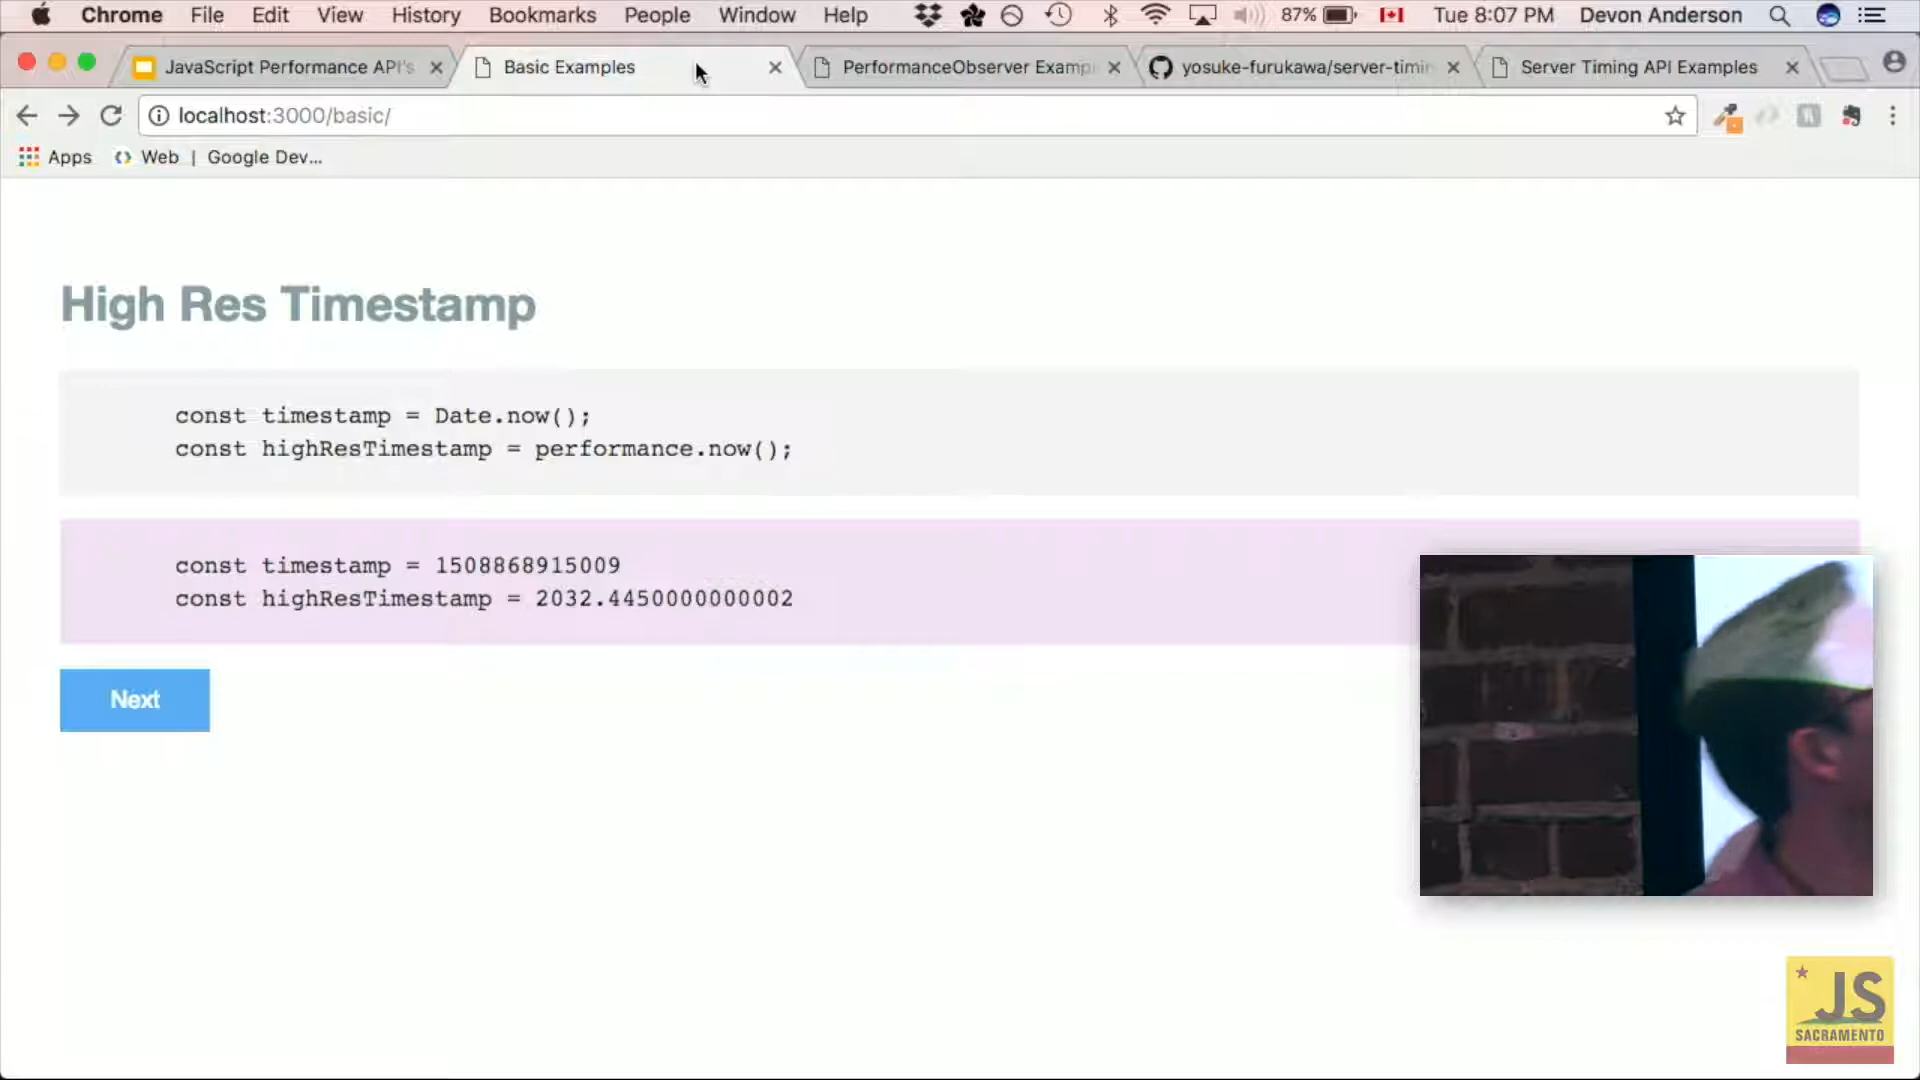 Chrome File Edit View History Bookmarks People Window Help 87% Tue 8:07 PM Devon Anderson
JavaScript Performance API's Basic Examples PerformanceObserver Examp yosuke-furukawa/server-timin Server Timing API Examples
localhost:3000/basic/
Apps Web | Google Dev...
High Res Timestamp
const timestamp = Date.now();
const highResTimestamp = performance.now();
const timestamp = 1508868915009
const highResTimestamp = 2032.4450000000002
Next
JS
SACRAMENTO